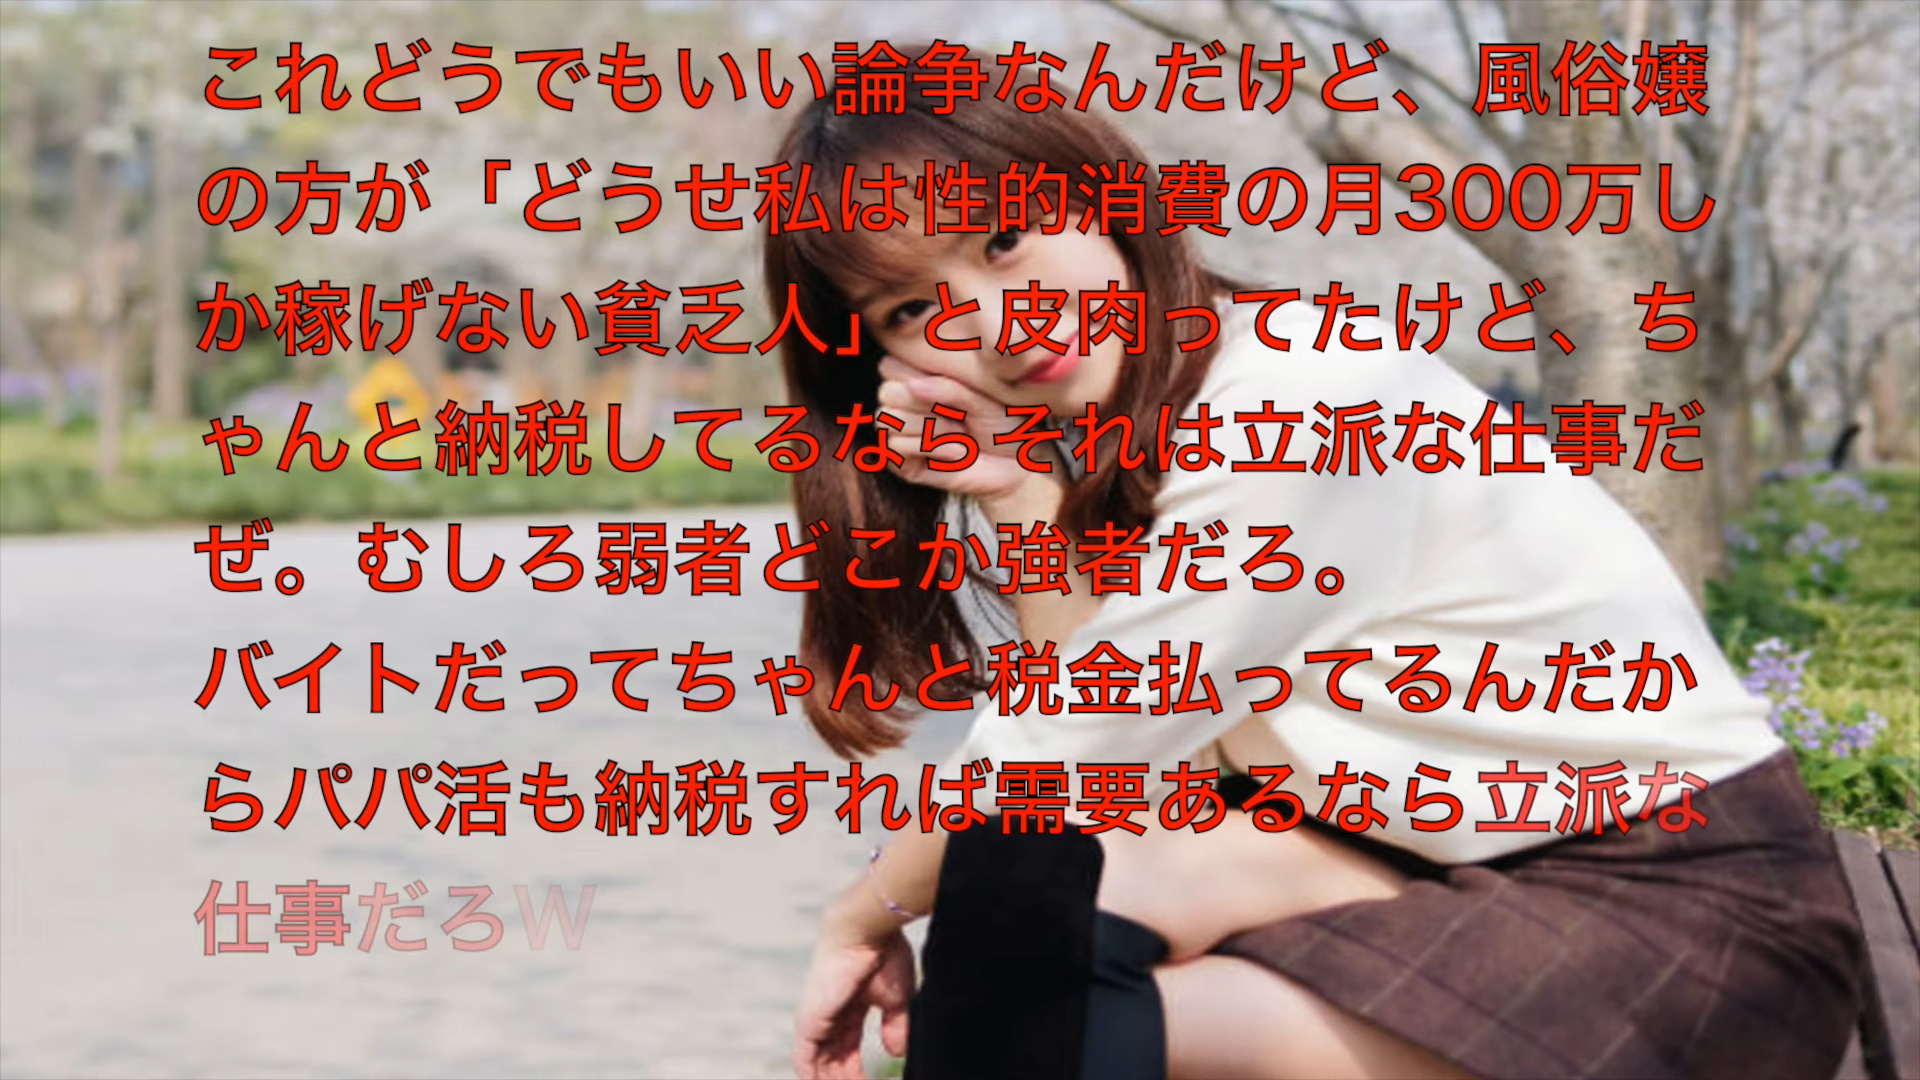 これどうでもいい論争なんだけど、風俗嬢
の方が「どうせ私は性的消費の月300万し
か稼げない貧乏人」と皮肉ってたけど、ち
ゃんと納税してるならそれは立派な仕事だ
ぜ。むしろ弱者どこか強者だろ。
バイトだってちゃんと税金払ってるんだか
らパパ活も納税すれば需要あるなら立派な
仕事だろW